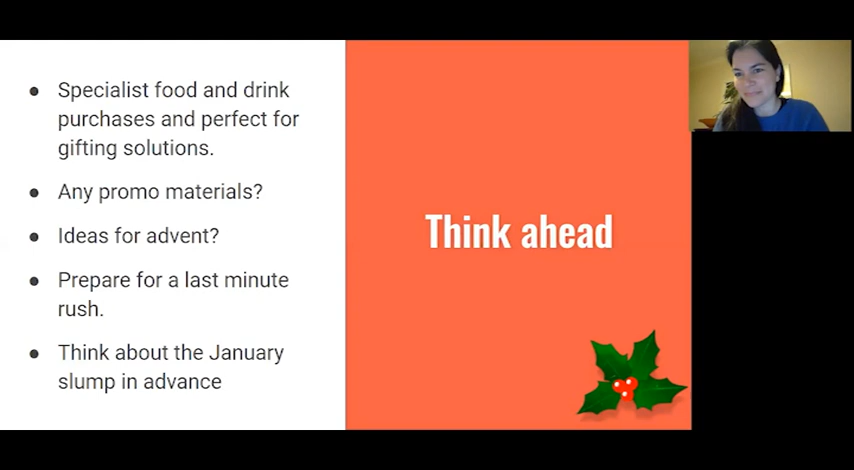 Specialist food and drink
purchases and perfect for
gifting solutions.
Any promo materials?
Ideas for advent?
Prepare for a last minute
rush.
Think about the January
slump in advance
Think ahead